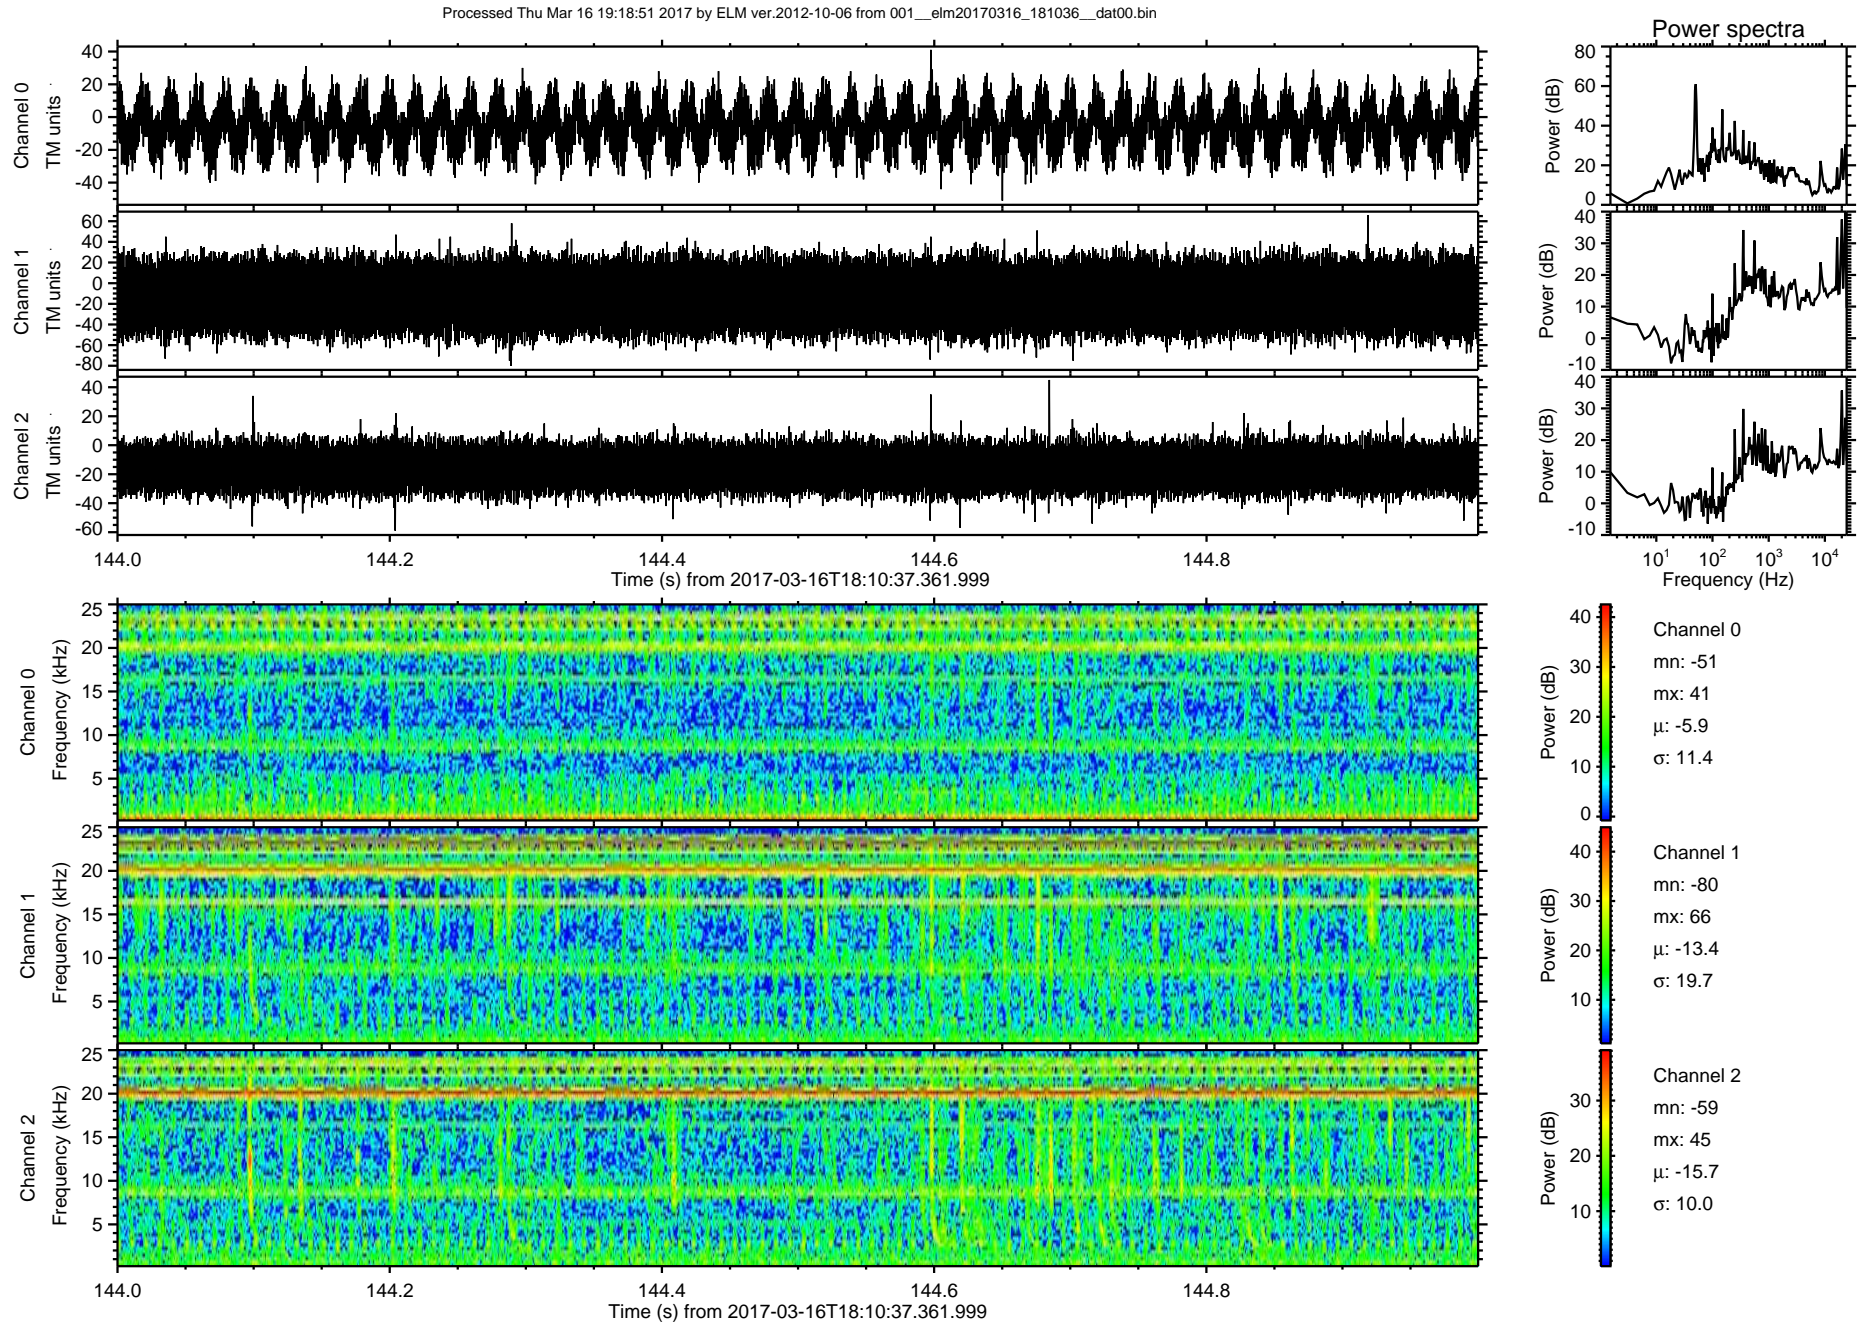 Processed Thu Mar 16 19:18:51 2017 by ELM ver.2012-10-06 from 001__elm20170316_181036__dat00.bin
Power spectra
Channel 0
TM units
40
20
0
-20
-40
Power (dB)
80
60
40
20
0
Channel 1
TM units
60
40
20
0
-20
-40
-60
-80
Power (dB)
40
30
20
10
0
-10
Channel 2
TM units
40
20
0
-20
-40
-60
Power (dB)
40
30
20
10
0
-10
144.0 144.2 144.4 144.6 144.8
Time (s) from 2017-03-16T18:10:37.361.999
10^1 10^2 10^3 10^4
Frequency (Hz)
Channel 0
Frequency (kHz)
25
20
15
10
5
Power (dB)
40
30
20
10
0
Channel 0
mn: -51
mx: 41
μ: -5.9
σ: 11.4
Channel 1
Frequency (kHz)
25
20
15
10
5
Power (dB)
40
30
20
10
Channel 1
mn: -80
mx: 66
μ: -13.4
σ: 19.7
Channel 2
Frequency (kHz)
25
20
15
10
5
Power (dB)
30
20
10
Channel 2
mn: -59
mx: 45
μ: -15.7
σ: 10.0
144.0 144.2 144.4 144.6 144.8
Time (s) from 2017-03-16T18:10:37.361.999